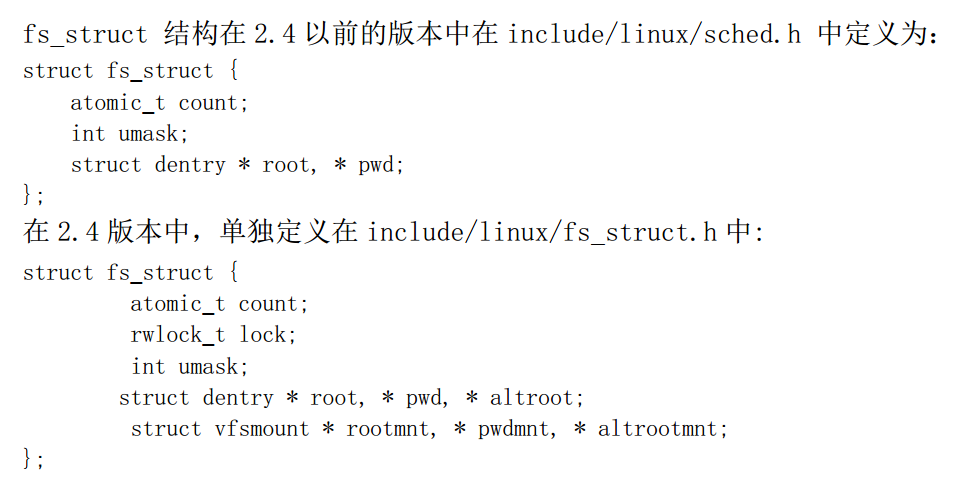 fs_struct 结构在 2.4 以前的版本中在 include/linux/sched.h 中定义为：
struct fs_struct {
    atomic_t count;
    int umask;
    struct dentry * root, * pwd;
};
在 2.4 版本中，单独定义在 include/linux/fs_struct.h 中:
struct fs_struct {
         atomic_t count;
         rwlock_t lock;
         int umask;
        struct dentry * root, * pwd, * altroot;
         struct vfsmount * rootmnt, * pwdmnt, * altrootmnt;
};